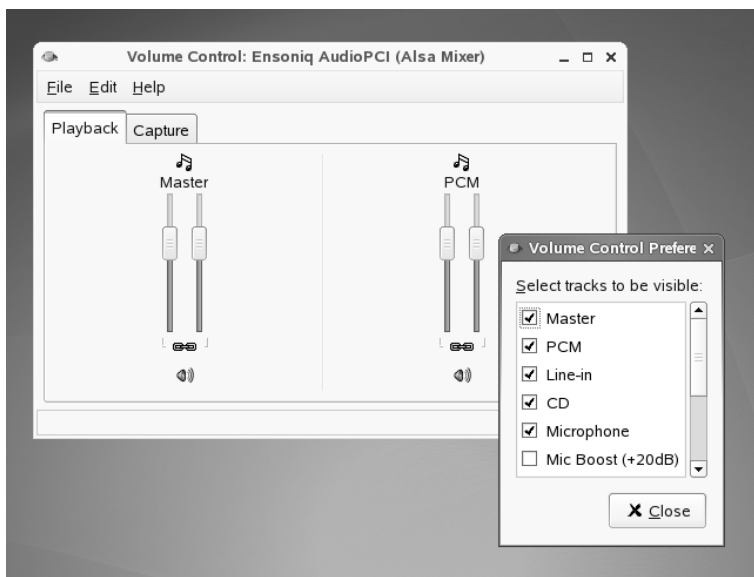 Volume Control: Ensoniq AudioPCI (Alsa Mixer)
File Edit Help
Playback Capture
Master PCM
Volume Control Prefere
Select tracks to be visible:
Master
PCM
Line-in
CD
Microphone
Mic Boost (+20dB)
Close